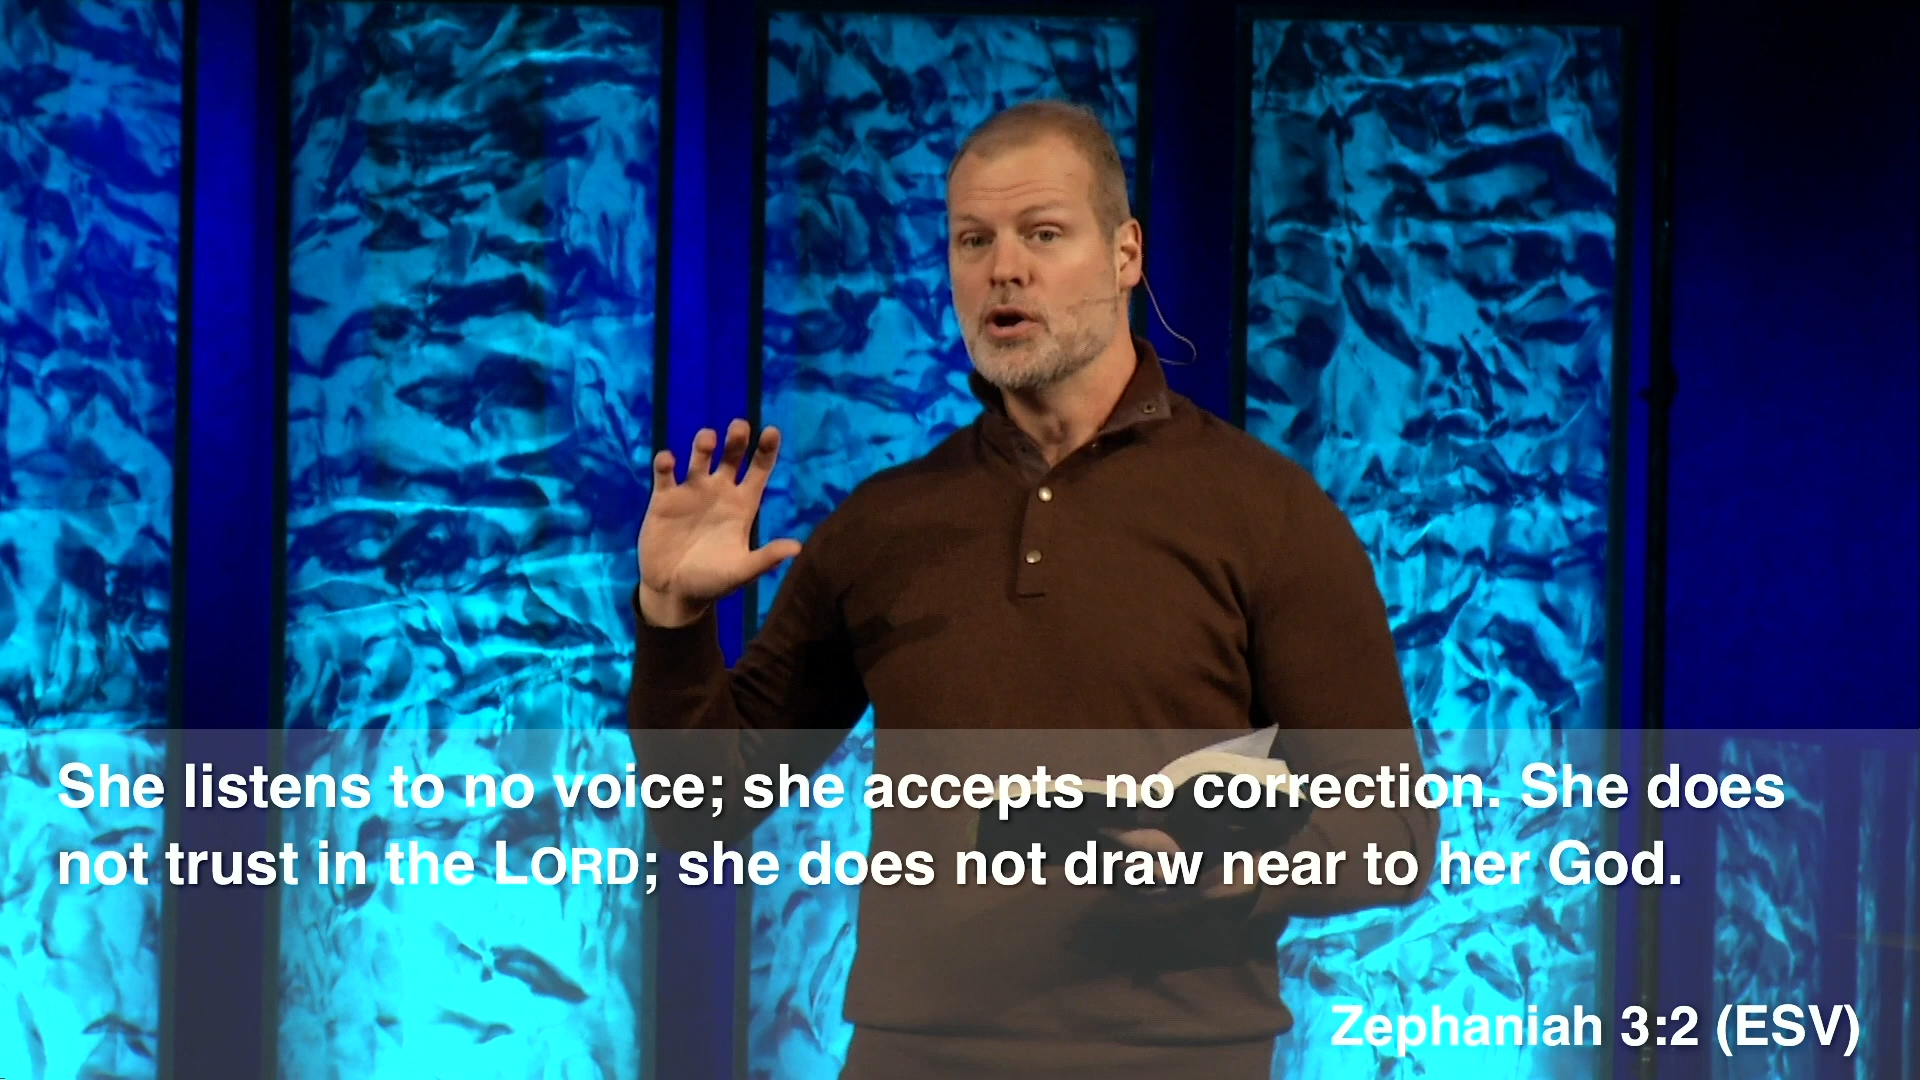 She listens to no voice; she accepts no correction. She does
not trust in the LORD; she does not draw near to her God.
Zephaniah 3:2 (ESV)